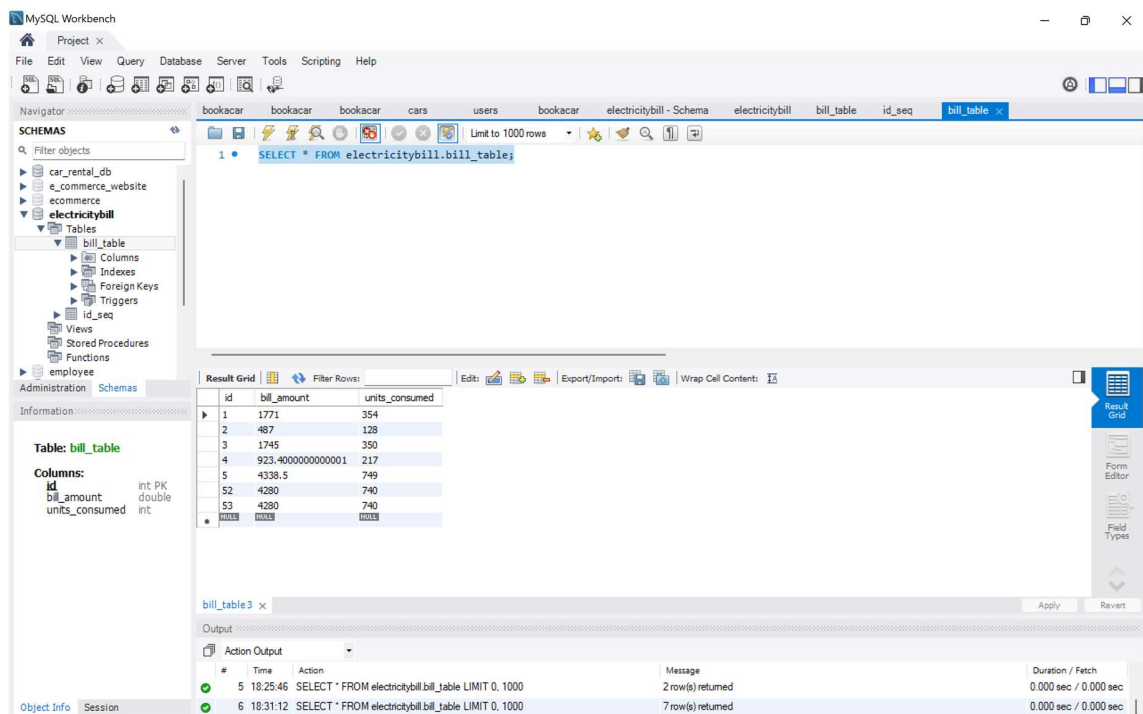 MySQL Workbench
Project
File Edit View Query Database Server Tools Scripting Help
Navigator
SCHEMAS
Filter objects
car_rental_db
e_commerce_website
ecommerce
electricitybill
Tables
bill_table
Columns
Indexes
Foreign Keys
Triggers
id_seq
Views
Stored Procedures
Functions
employee
Administration Schemas
Information
Table: bill_table
Columns:
id int PK
bill_amount double
units_consumed int
Object Info Session
bookacar bookacar bookacar cars users bookacar electricitybill - Schema electricitybill bill_table id_seq bill_table
Limit to 1000 rows
1 SELECT * FROM electricitybill.bill_table;
Result Grid Filter Rows: Edit: Export/Import: Wrap Cell Content:
id bill_amount units_consumed
1 1771 354
2 487 128
3 1745 350
4 923.4000000000001 217
5 4338.5 749
52 4280 740
53 4280 740
NULL NULL NULL
Result
Grid
Form
Editor
Field
Types
bill_table 3
Apply Revert
Output
Action Output
# Time Action Message Duration / Fetch
5 18:25:46 SELECT * FROM electricitybill.bill_table LIMIT 0, 1000 2 row(s) returned 0.000 sec / 0.000 sec
6 18:31:12 SELECT * FROM electricitybill.bill_table LIMIT 0, 1000 7 row(s) returned 0.000 sec / 0.000 sec